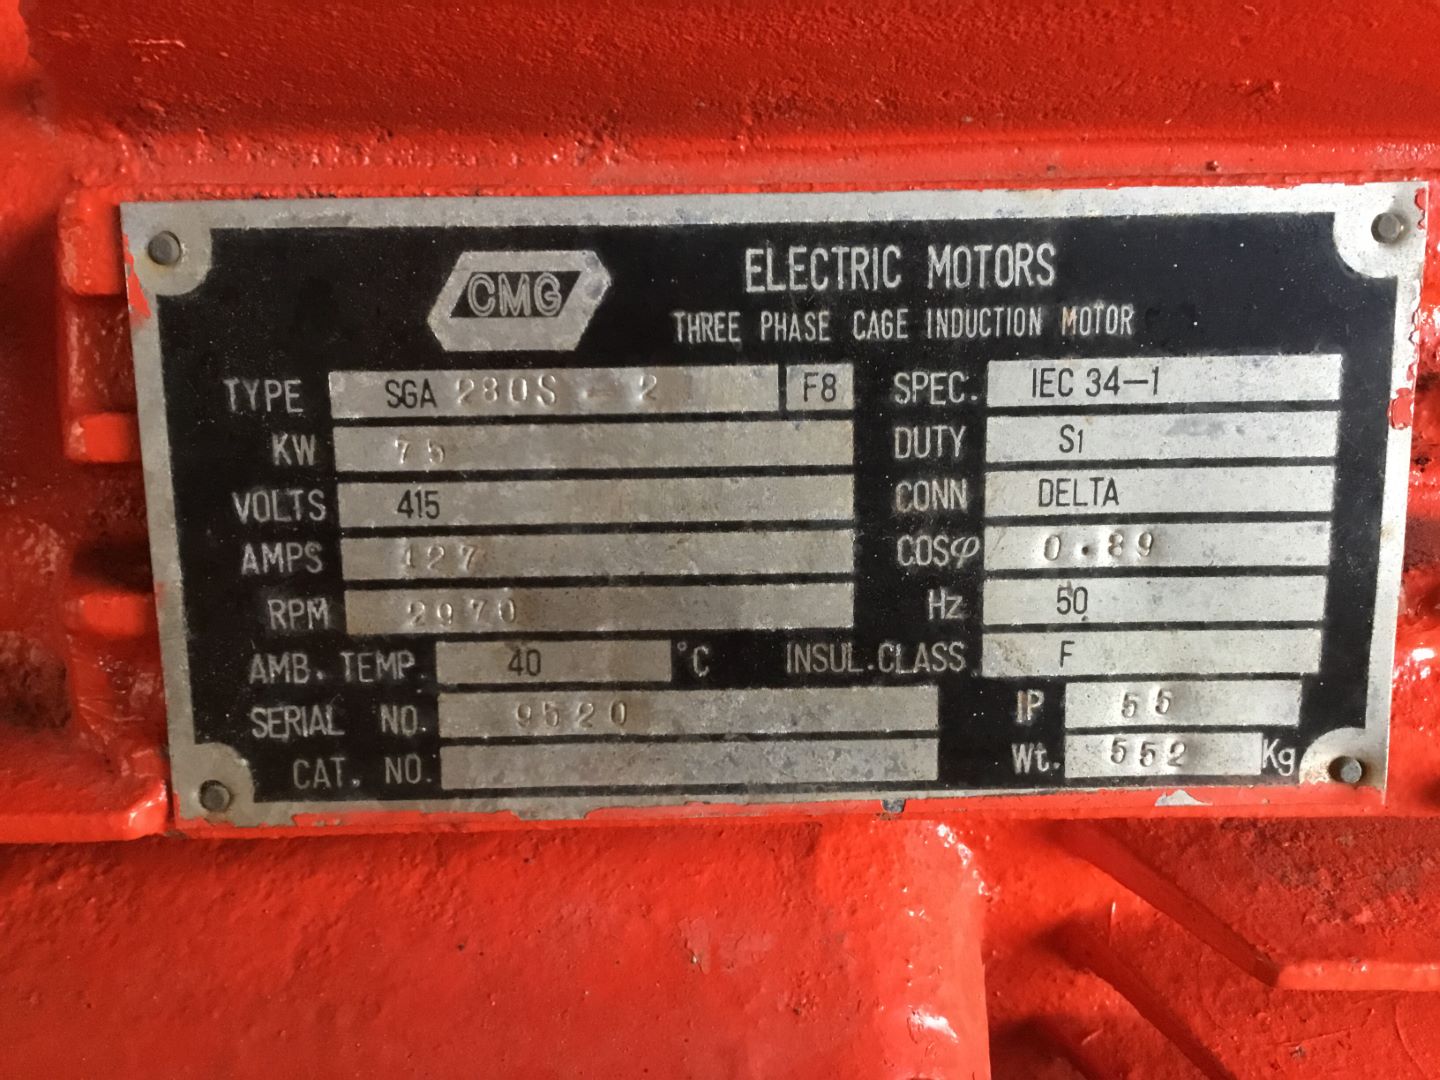 CMG
ELECTRIC MOTORS
THREE PHASE CAGE INDUCTION MOTOR
TYPE SGA 280S - 2 F8 SPEC. IEC 34-1
KW 75 DUTY S1
VOLTS 415 CONN DELTA
AMPS 127 COSφ 0.89
RPM 2970 Hz 50
AMB. TEMP. 40 °C INSUL.CLASS F
SERIAL NO. 9520 IP 55
CAT. NO. Wt. 552 Kg